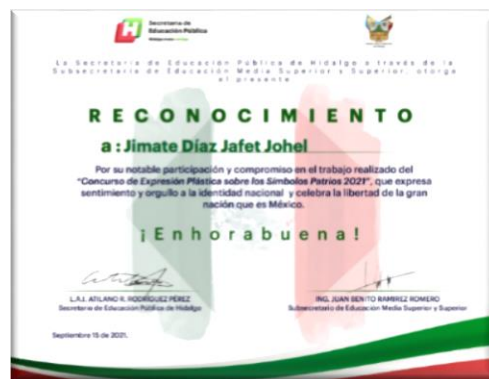 Secretaría de
Educación Pública
La Secretaría de Educación Pública de Hidalgo a través de la
Subsecretaría de Educación Media Superior y Superior, otorga
el presente
RECONOCIMIENTO
a : Jimate Díaz Jafet Johel
Por su notable participación y compromiso en el trabajo realizado del
"Concurso de Expresión Plástica sobre los Símbolos Patrios 2021", que expresa
sentimiento y orgullo a la identidad nacional y celebra la libertad de la gran
nación que es México.
¡Enhorabuena!
L.A.I. ATILANO R. RODRÍGUEZ PÉREZ
Secretario de Educación Pública de Hidalgo
ING. JUAN BENITO RAMÍREZ ROMERO
Subsecretario de Educación Media Superior y Superior
Septiembre 15 de 2021.